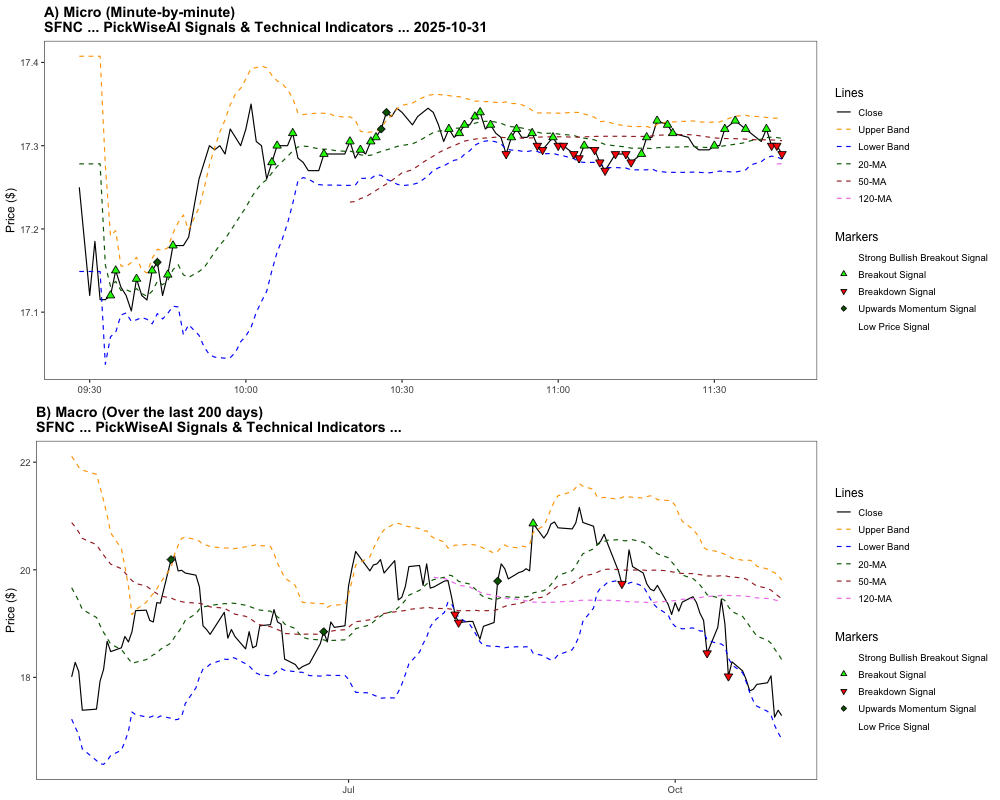 A) Micro (Minute-by-minute)
SFNC ... PickWiseAI Signals & Technical Indicators ... 2025-10-31
17.4
17.3
17.2
17.1
Price ($)
09:30
10:00
10:30
11:00
11:30
Lines
Close
Upper Band
Lower Band
20-MA
50-MA
120-MA
Markers
Strong Bullish Breakout Signal
Breakout Signal
Breakdown Signal
Upwards Momentum Signal
Low Price Signal
B) Macro (Over the last 200 days)
SFNC ... PickWiseAI Signals & Technical Indicators ...
22
20
18
Price ($)
Jul
Oct
Lines
Close
Upper Band
Lower Band
20-MA
50-MA
120-MA
Markers
Strong Bullish Breakout Signal
Breakout Signal
Breakdown Signal
Upwards Momentum Signal
Low Price Signal